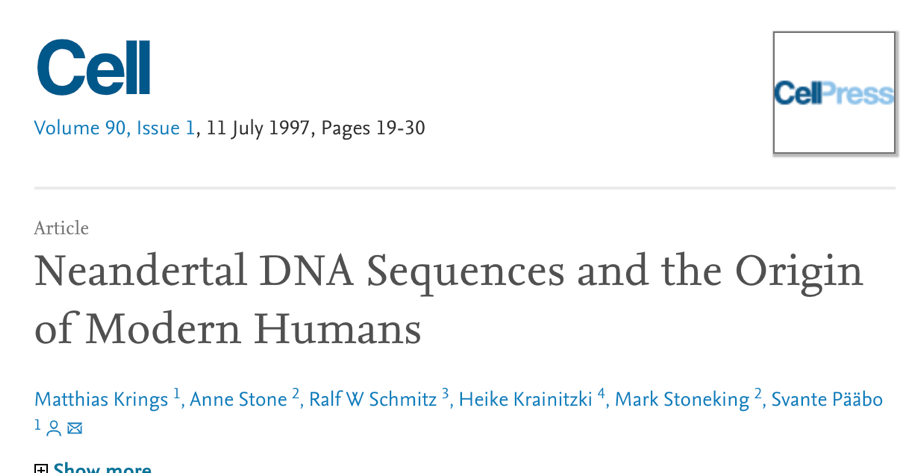 Cell
CellPress
Volume 90, Issue 1, 11 July 1997, Pages 19-30
Article
Neandertal DNA Sequences and the Origin
of Modern Humans
Matthias Krings 1, Anne Stone 2, Ralf W Schmitz 3, Heike Krainitzki 4, Mark Stoneking 2, Svante Pääbo
1
Show more